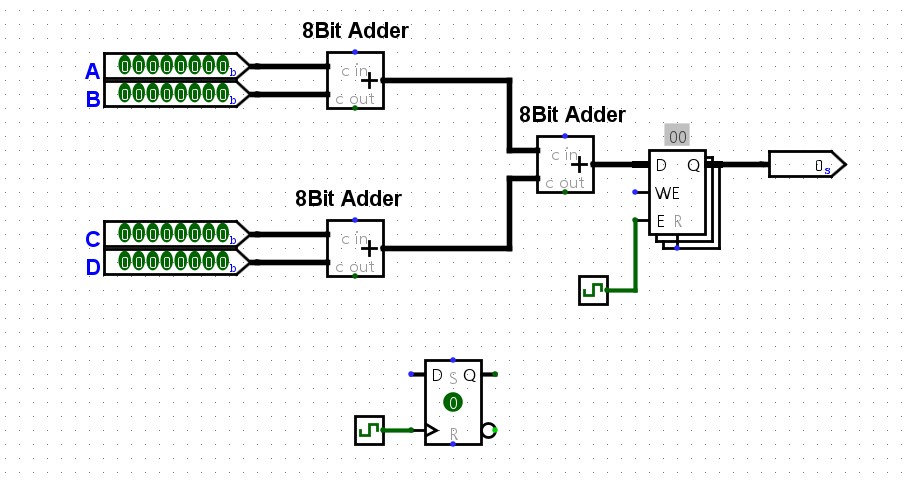 8Bit Adder
A 00000000b
c in
+
B 00000000b
c out
8Bit Adder
c in
+
c out
00
D Q
0s
WE
E R
8Bit Adder
C 00000000b
c in
+
D 00000000b
c out
D S Q
0
R